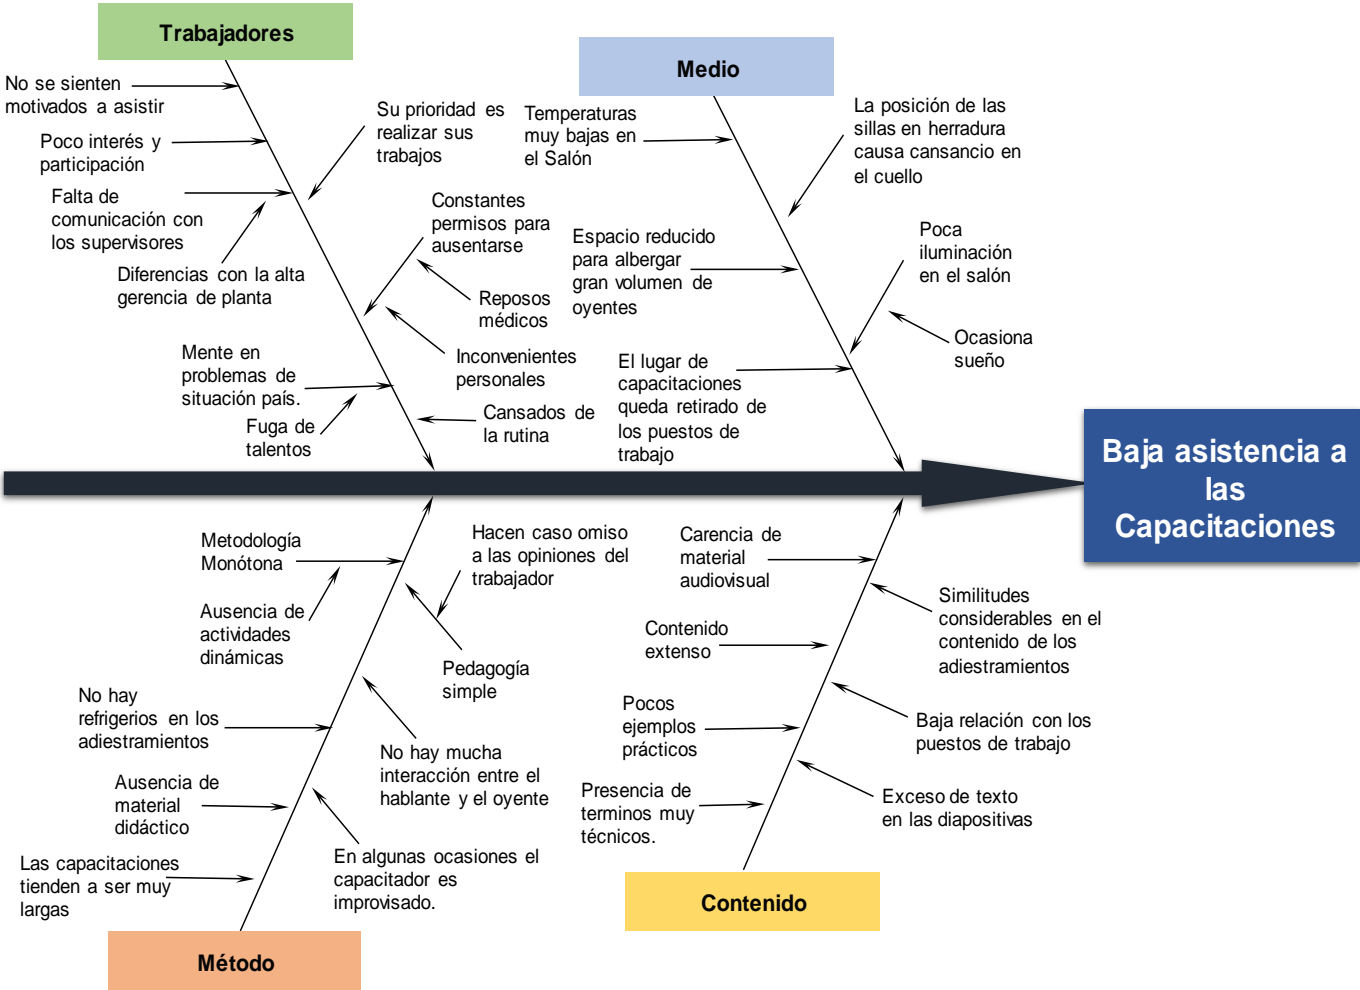 Trabajadores
No se sienten
motivados a asistir
Poco interés y
participación
Falta de
comunicación con
los supervisores
Diferencias con la alta
gerencia de planta
Mente en
problemas de
situación país.
Fuga de
talentos
Su prioridad es
realizar sus
trabajos
Constantes
permisos para
ausentarse
Reposos
médicos
Inconvenientes
personales
Cansados de
la rutina
Medio
Temperaturas
muy bajas en
el Salón
Espacio reducido
para albergar
gran volumen de
oyentes
El lugar de
capacitaciones
queda retirado de
los puestos de
trabajo
La posición de las
sillas en herradura
causa cansancio en
el cuello
Poca
iluminación
en el salón
Ocasiona
sueño
Baja asistencia a
las
Capacitaciones
Metodología
Monótona
Ausencia de
actividades
dinámicas
No hay
refrigerios en los
adiestramientos
Ausencia de
material
didáctico
Las capacitaciones
tienden a ser muy
largas
Hacen caso omiso
a las opiniones del
trabajador
Pedagogía
simple
No hay mucha
interacción entre el
hablante y el oyente
En algunas ocasiones el
capacitador es
improvisado.
Método
Carencia de
material
audiovisual
Contenido
extenso
Pocos
ejemplos
prácticos
Presencia de
terminos muy
técnicos.
Similitudes
considerables en el
contenido de los
adiestramientos
Baja relación con los
puestos de trabajo
Exceso de texto
en las diapositivas
Contenido